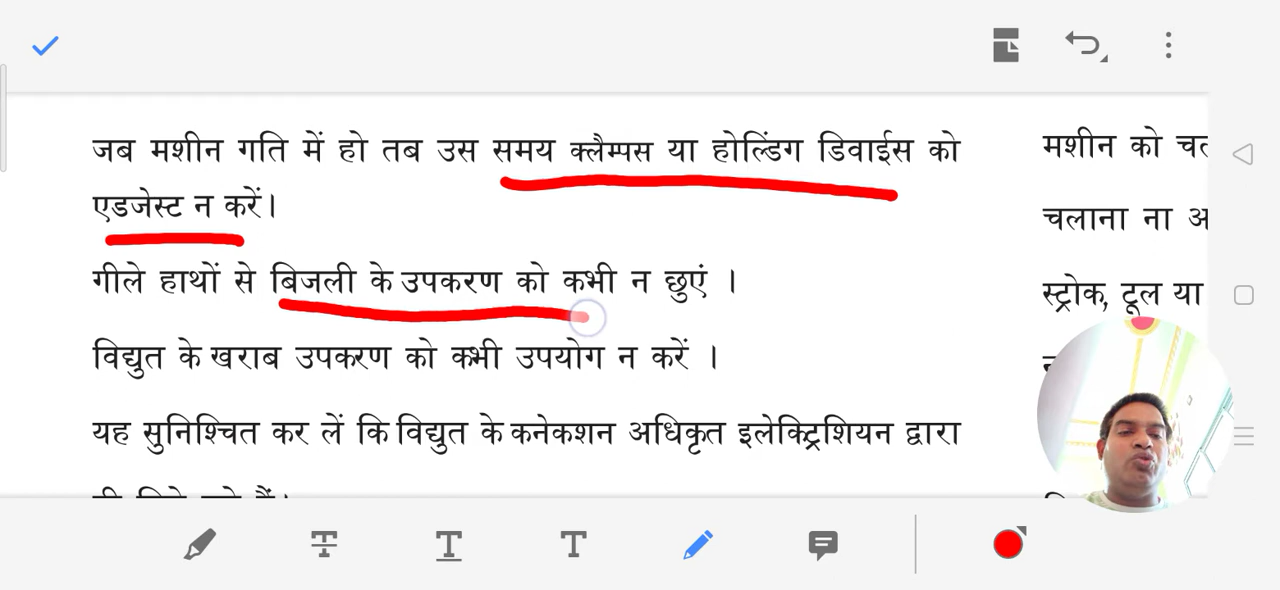 जब मशीन गति में हो तब उस समय क्लैम्पस या होल्डिंग डिवाईस को
एडजेस्ट न करें।
गीले हाथों से बिजली के उपकरण को कभी न छुएं ।
विद्युत के खराब उपकरण को कभी उपयोग न करें ।
यह सुनिश्चित कर लें कि विद्युत के कनेकशन अधिकृत इलेक्ट्रिशियन द्वारा
मशीन को
चलाना ना
स्ट्रोक, टूल या